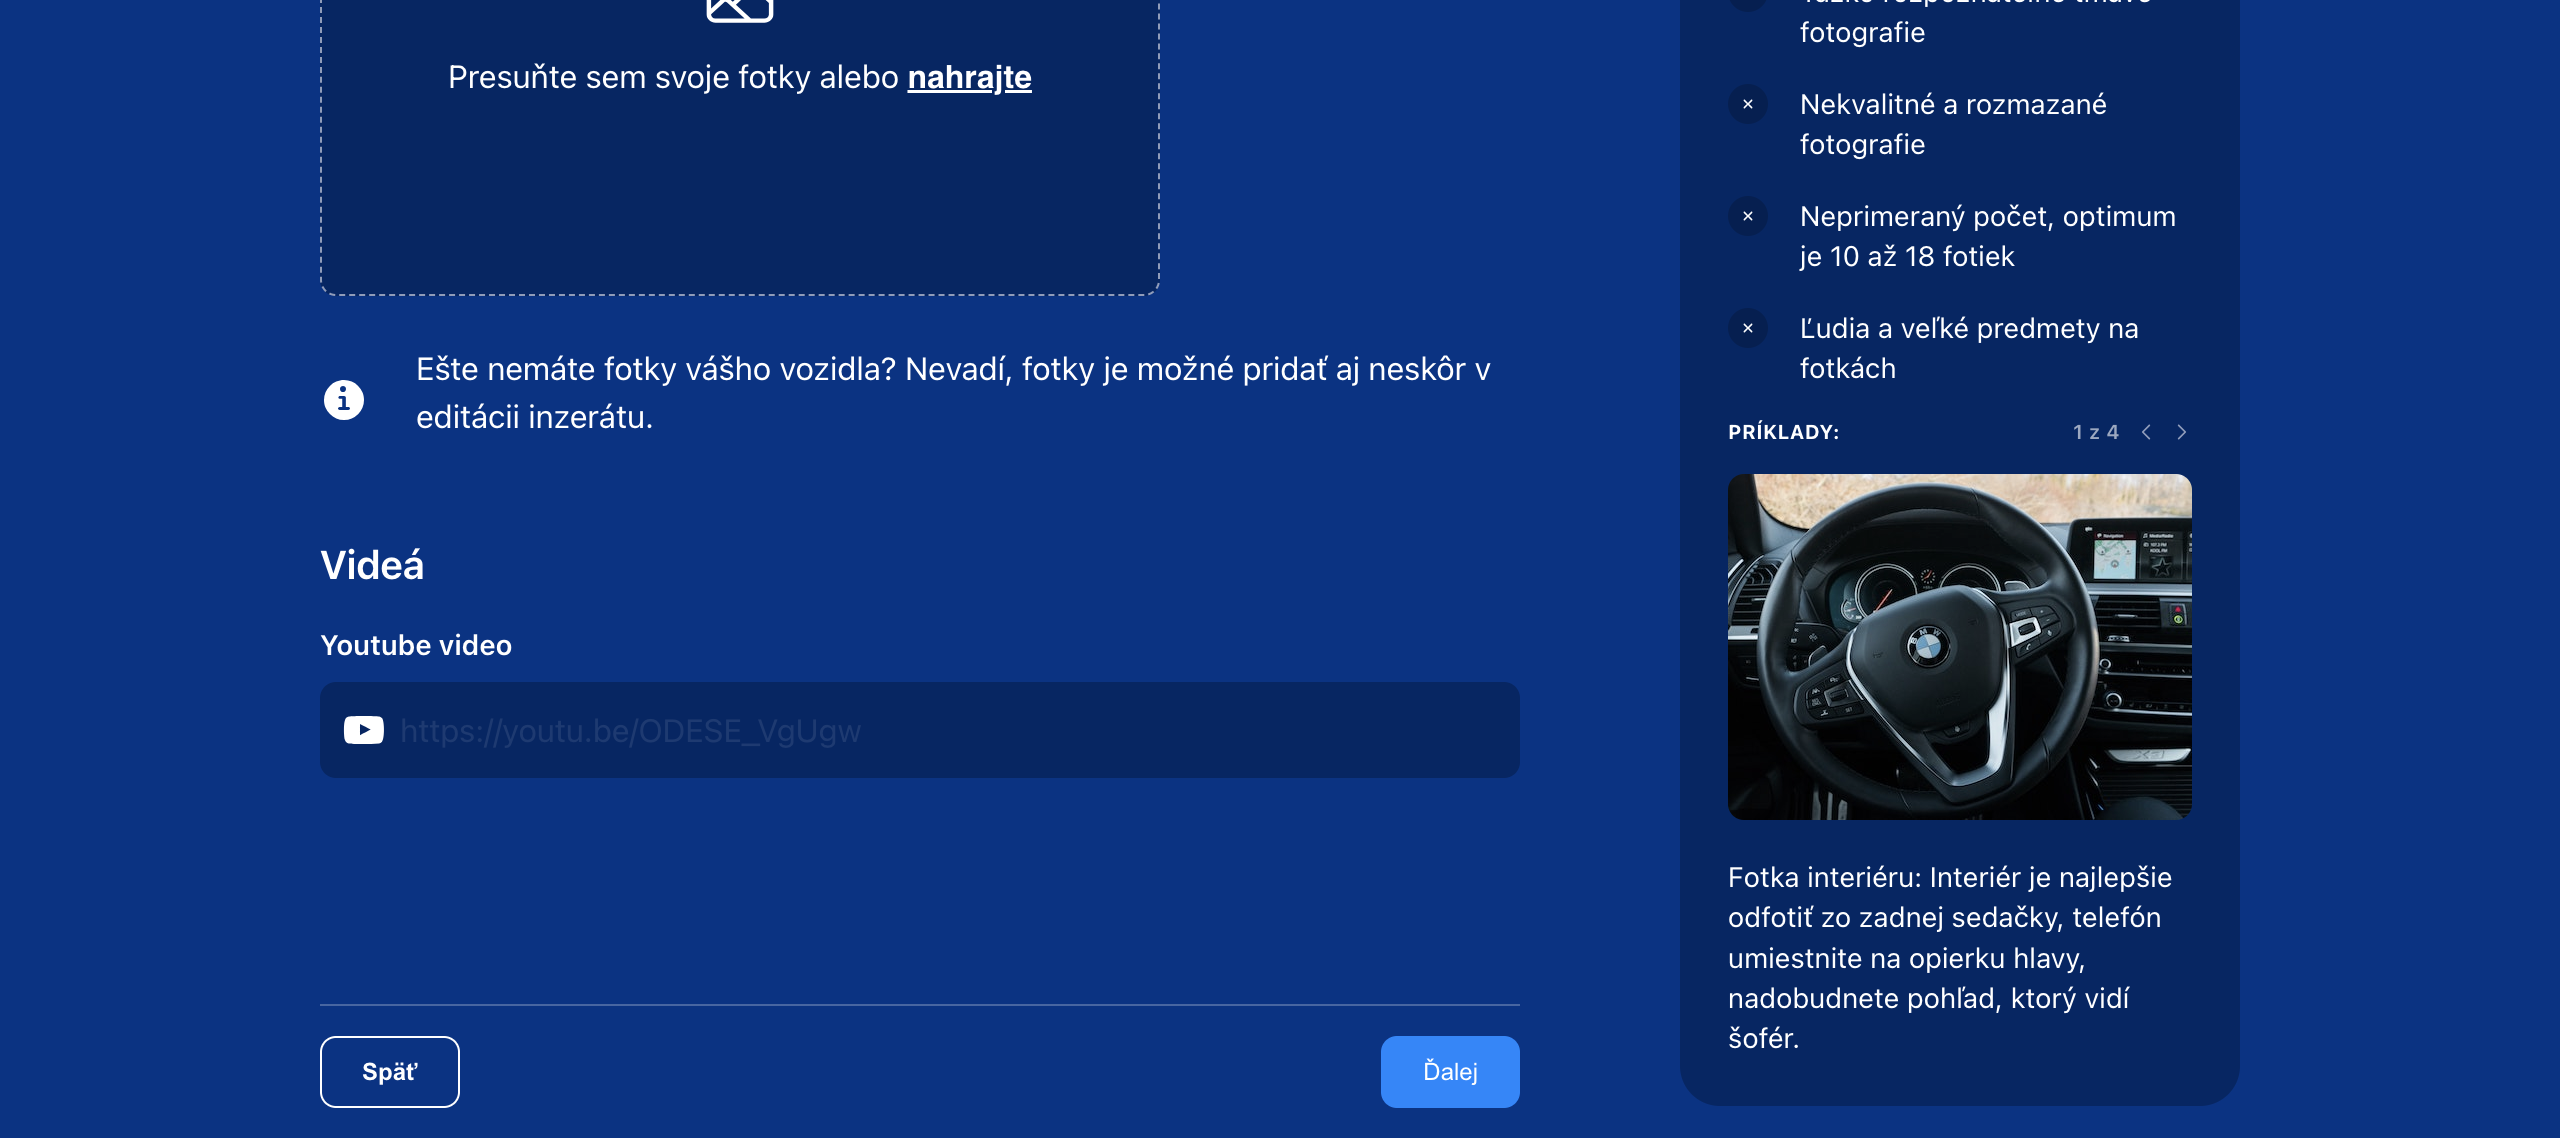 Presuňte sem svoje fotky alebo nahrajte
Ešte nemáte fotky vášho vozidla? Nevadí, fotky je možné pridať aj neskôr v
editácii inzerátu.
Videá
Youtube video
https://youtu.be/ODESE_VgUgw
Späť
Ďalej
fotografie
Nekvalitné a rozmazané
fotografie
Neprimeraný počet, optimum
je 10 až 18 fotiek
Ľudia a veľké predmety na
fotkách
PRÍKLADY:
1 z 4
Fotka interiéru: Interiér je najlepšie
odfotiť zo zadnej sedačky, telefón
umiestnite na opierku hlavy,
nadobudnete pohľad, ktorý vidí
šofér.